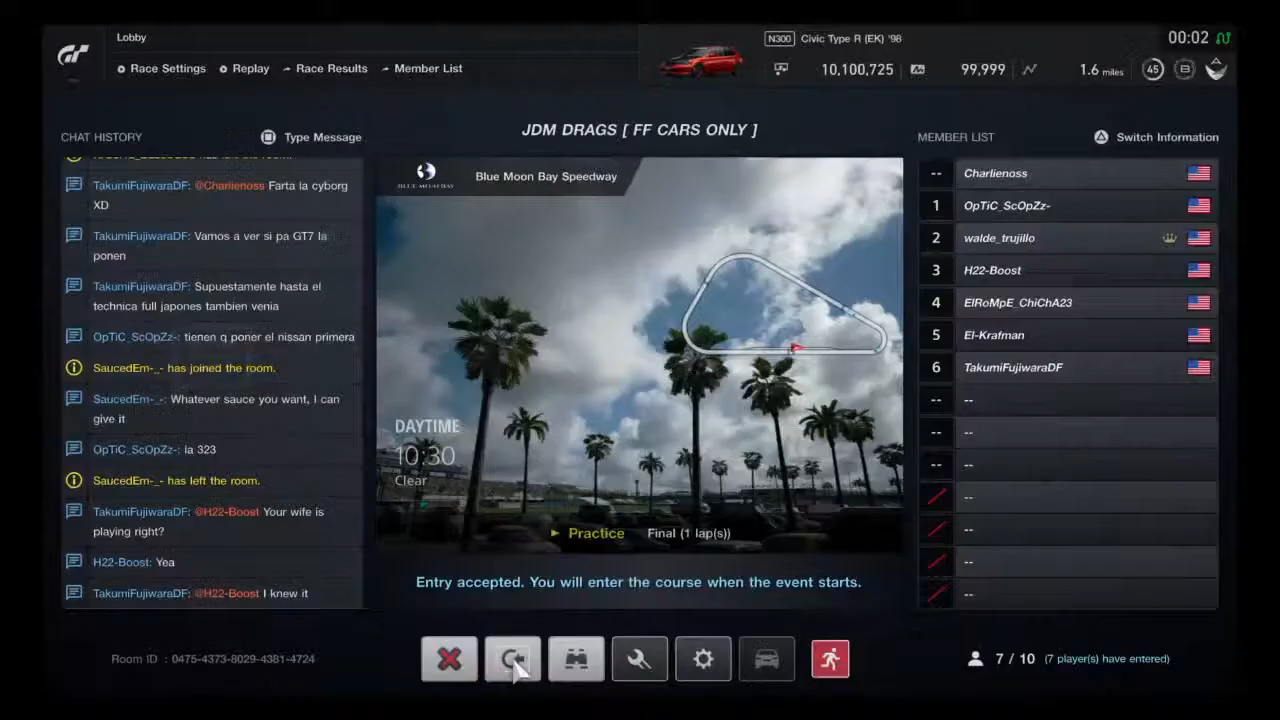 Lobby
Race Settings
Replay
Race Results
Member List
N300 Civic Type R (EK) '98
10,100,725
99,999
1.6 miles
45
B
00:02
CHAT HISTORY
Type Message
has left the room.
TakumiFujiwaraDF: @Charlienoss Farta la cyborg
XD
TakumiFujiwaraDF: Vamos a ver si pa GT7 la
ponen
TakumiFujiwaraDF: Supuestamente hasta el
technica full japones tambien venia
OpTiC_ScOpZz-: tienen q poner el nissan primera
SaucedEm-_- has joined the room.
SaucedEm-_-: Whatever sauce you want, I can
give it
OpTiC_ScOpZz-: la 323
SaucedEm-_- has left the room.
TakumiFujiwaraDF: @H22-Boost Your wife is
playing right?
H22-Boost: Yea
TakumiFujiwaraDF: @H22-Boost I knew it
JDM DRAGS [ FF CARS ONLY ]
BLUE MOON BAY
Blue Moon Bay Speedway
DAYTIME
10:30
Clear
Practice
Final (1 lap(s))
Entry accepted. You will enter the course when the event starts.
MEMBER LIST
Switch Information
-- Charlienoss
1 OpTiC_ScOpZz-
2 walde_trujillo
3 H22-Boost
4 ElRoMpE_ChiChA23
5 El-Krafman
6 TakumiFujiwaraDF
-- --
-- --
-- --
--
--
--
--
Room ID : 0475-4373-8029-4381-4724
7 / 10 (7 player(s) have entered)